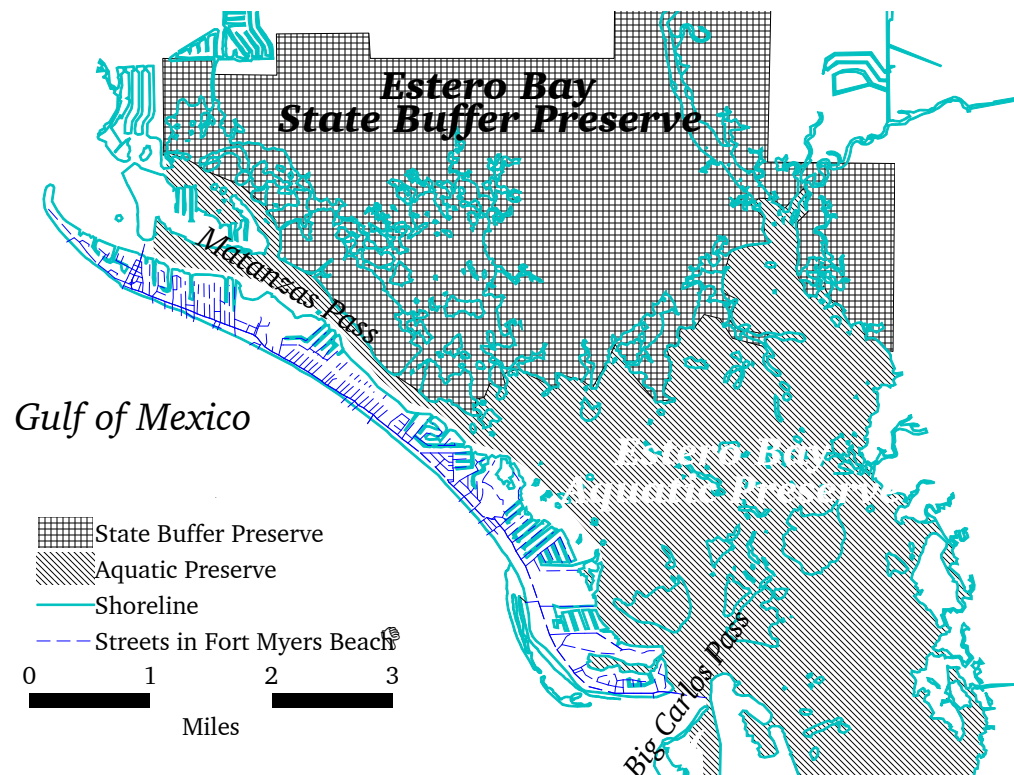 Estero Bay
State Buffer Preserve
Matanzas Pass
Gulf of Mexico
Estero Bay
Aquatic Preserve
State Buffer Preserve
Aquatic Preserve
Shoreline
Streets in Fort Myers Beach
0 1 2 3
Miles
Big Carlos Pass